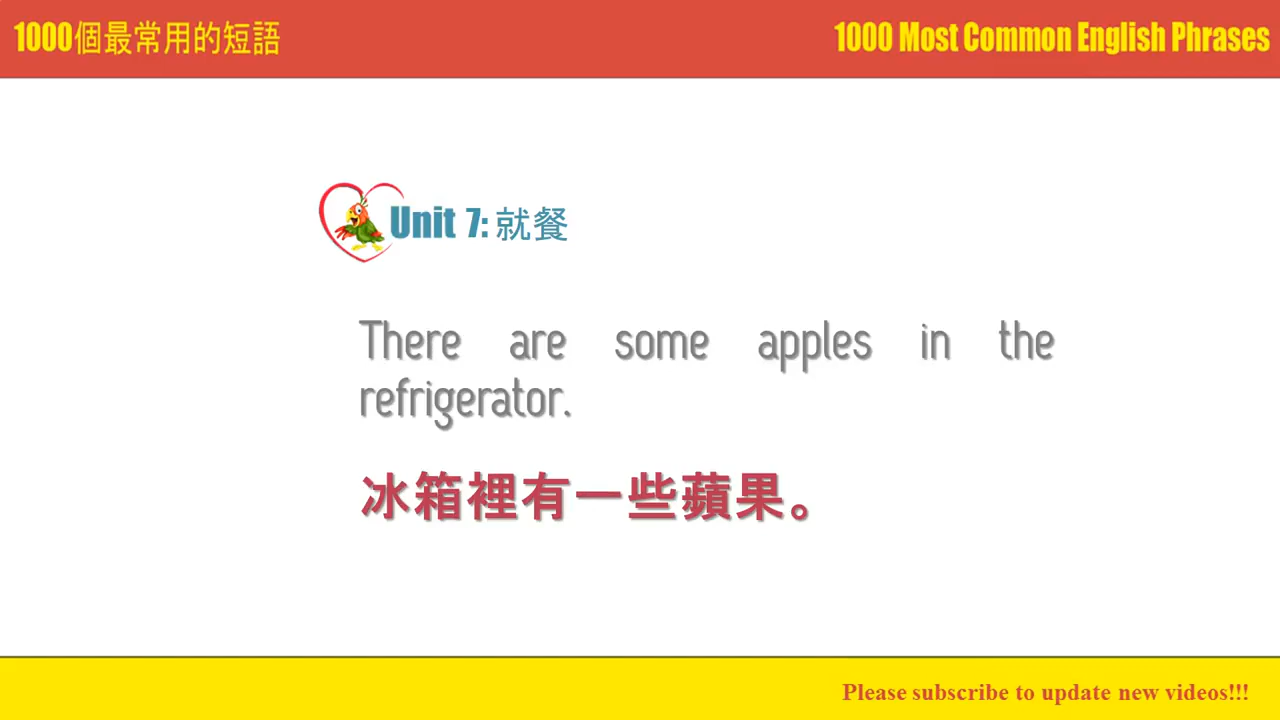 1000個最常用的短語
1000 Most Common English Phrases
Unit 7: 就餐
There are some apples in the
refrigerator.
冰箱裡有一些蘋果。
Please subscribe to update new videos!!!